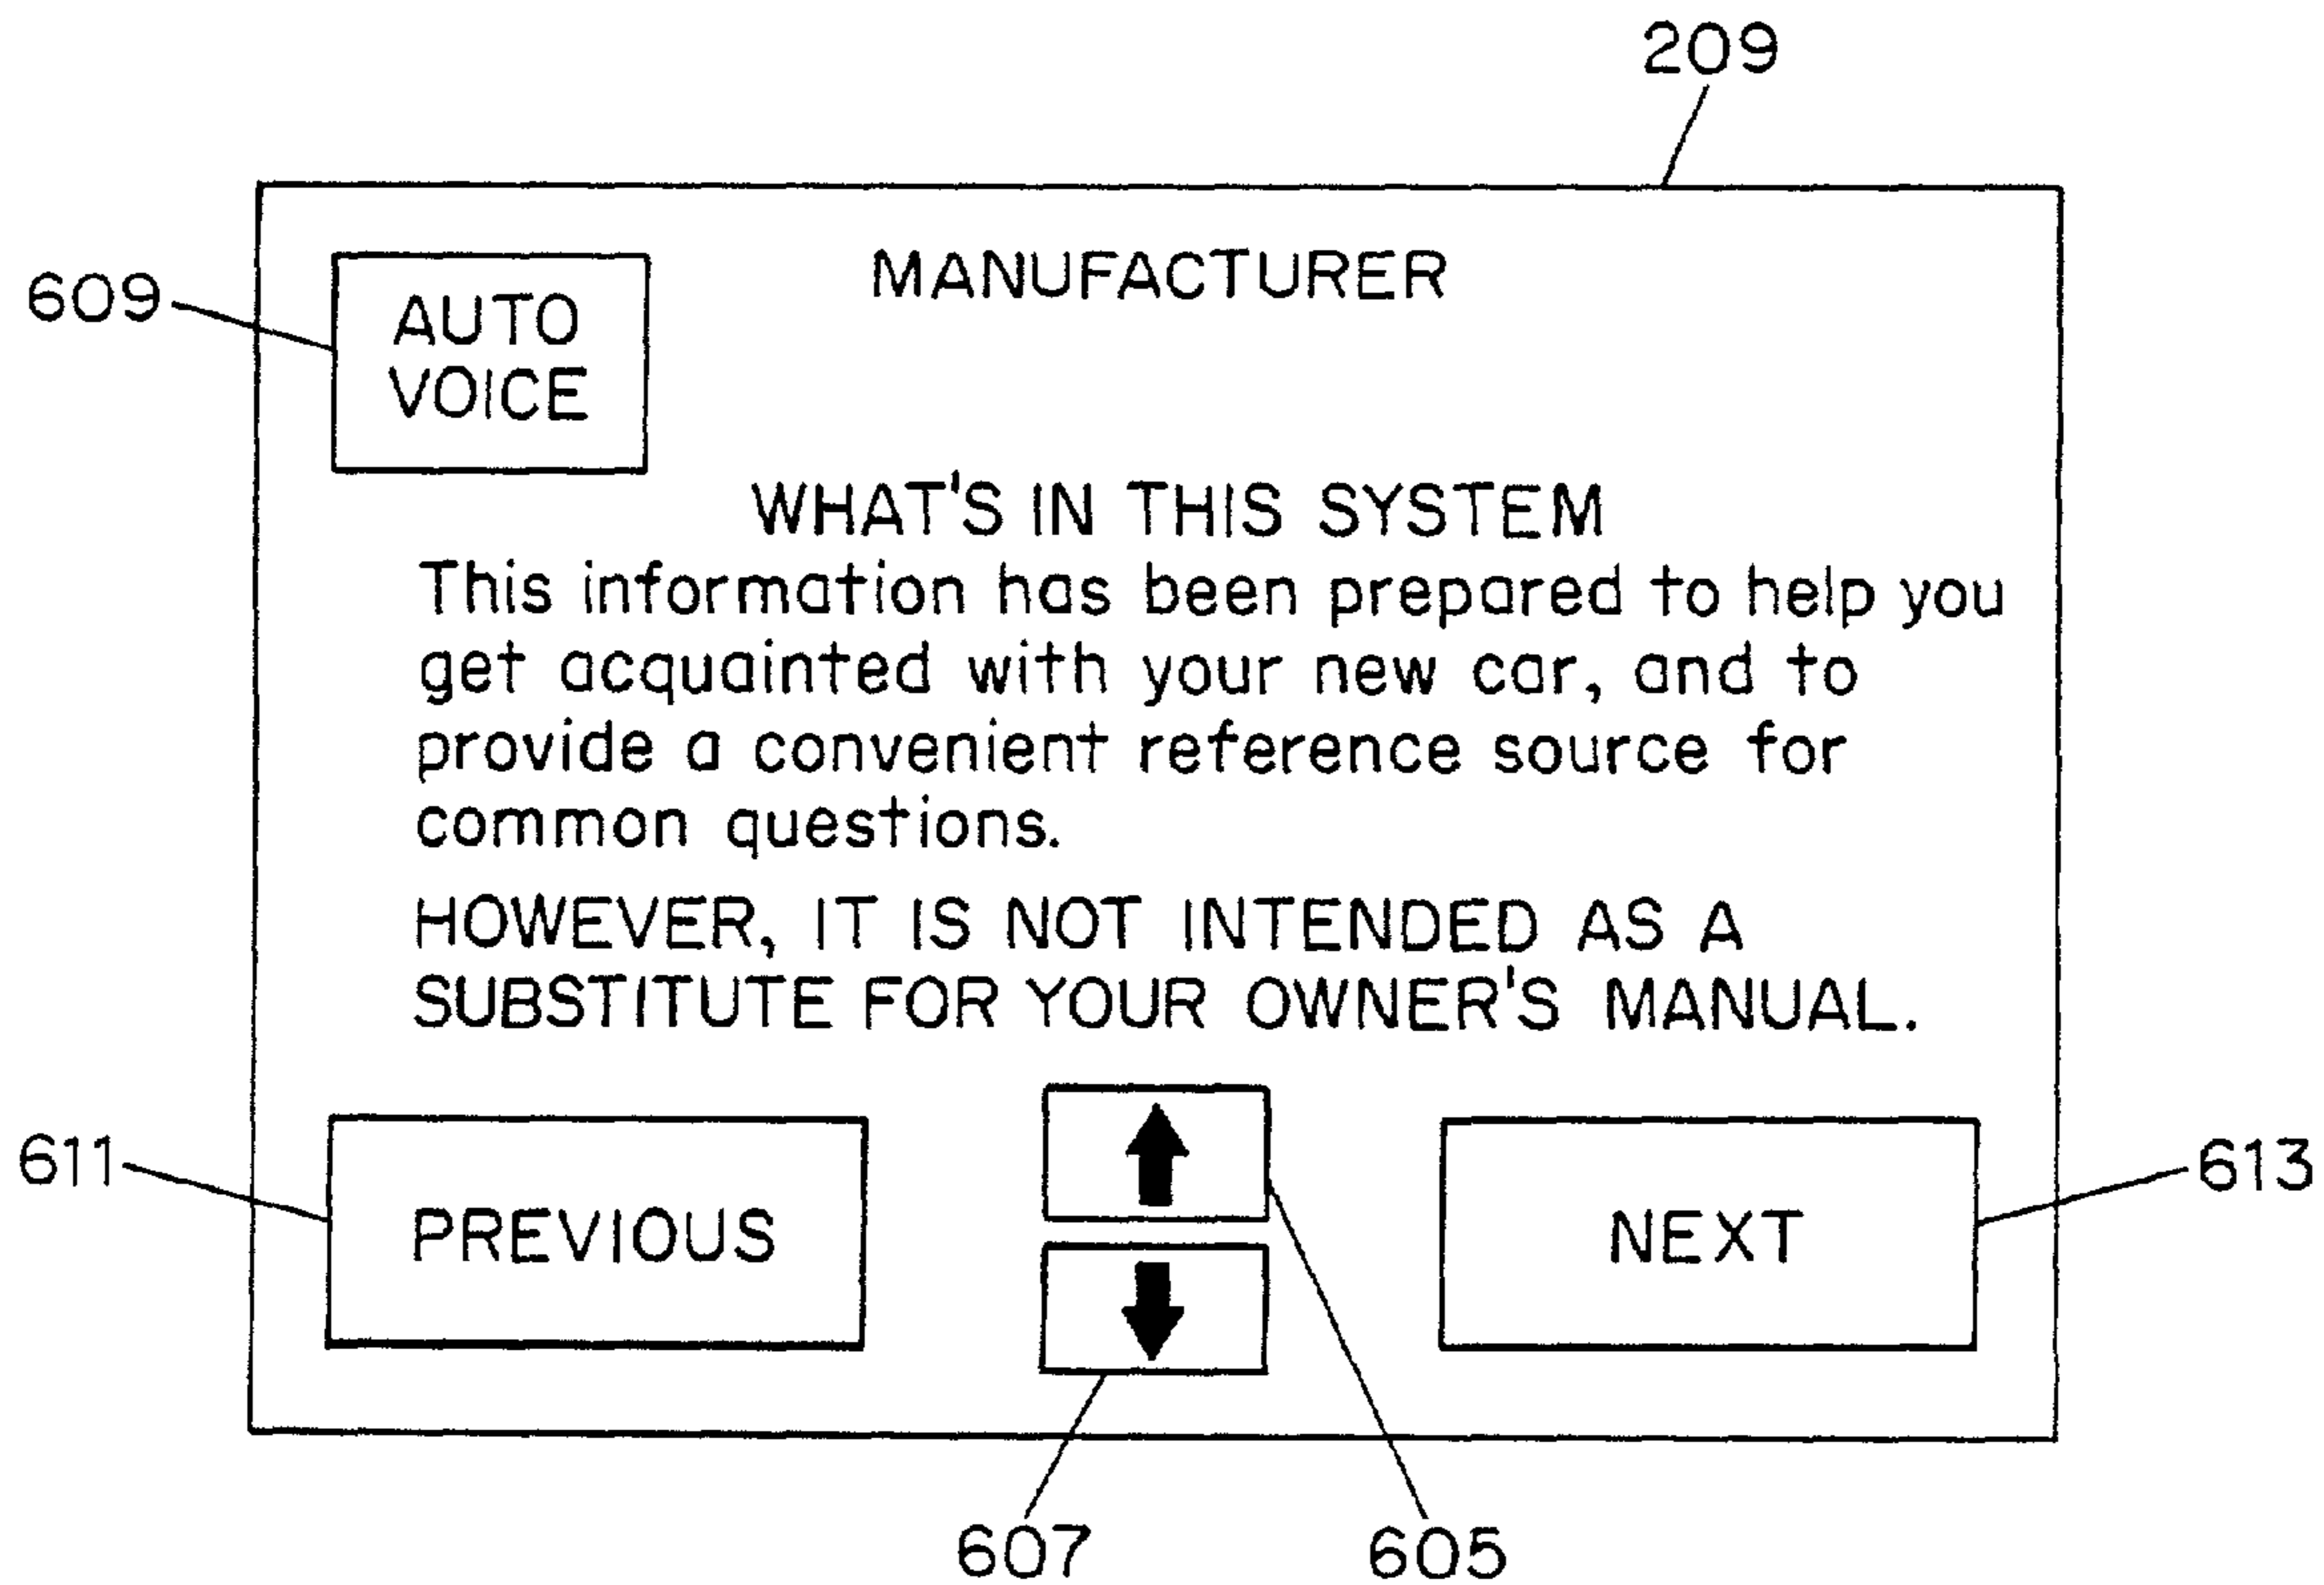 209
MANUFACTURER
609
AUTO
VOICE
WHAT'S IN THIS SYSTEM
This information has been prepared to help you
get acquainted with your new car, and to
provide a convenient reference source for
common questions.
HOWEVER, IT IS NOT INTENDED AS A
SUBSTITUTE FOR YOUR OWNER'S MANUAL.
611
PREVIOUS
NEXT
613
607
605